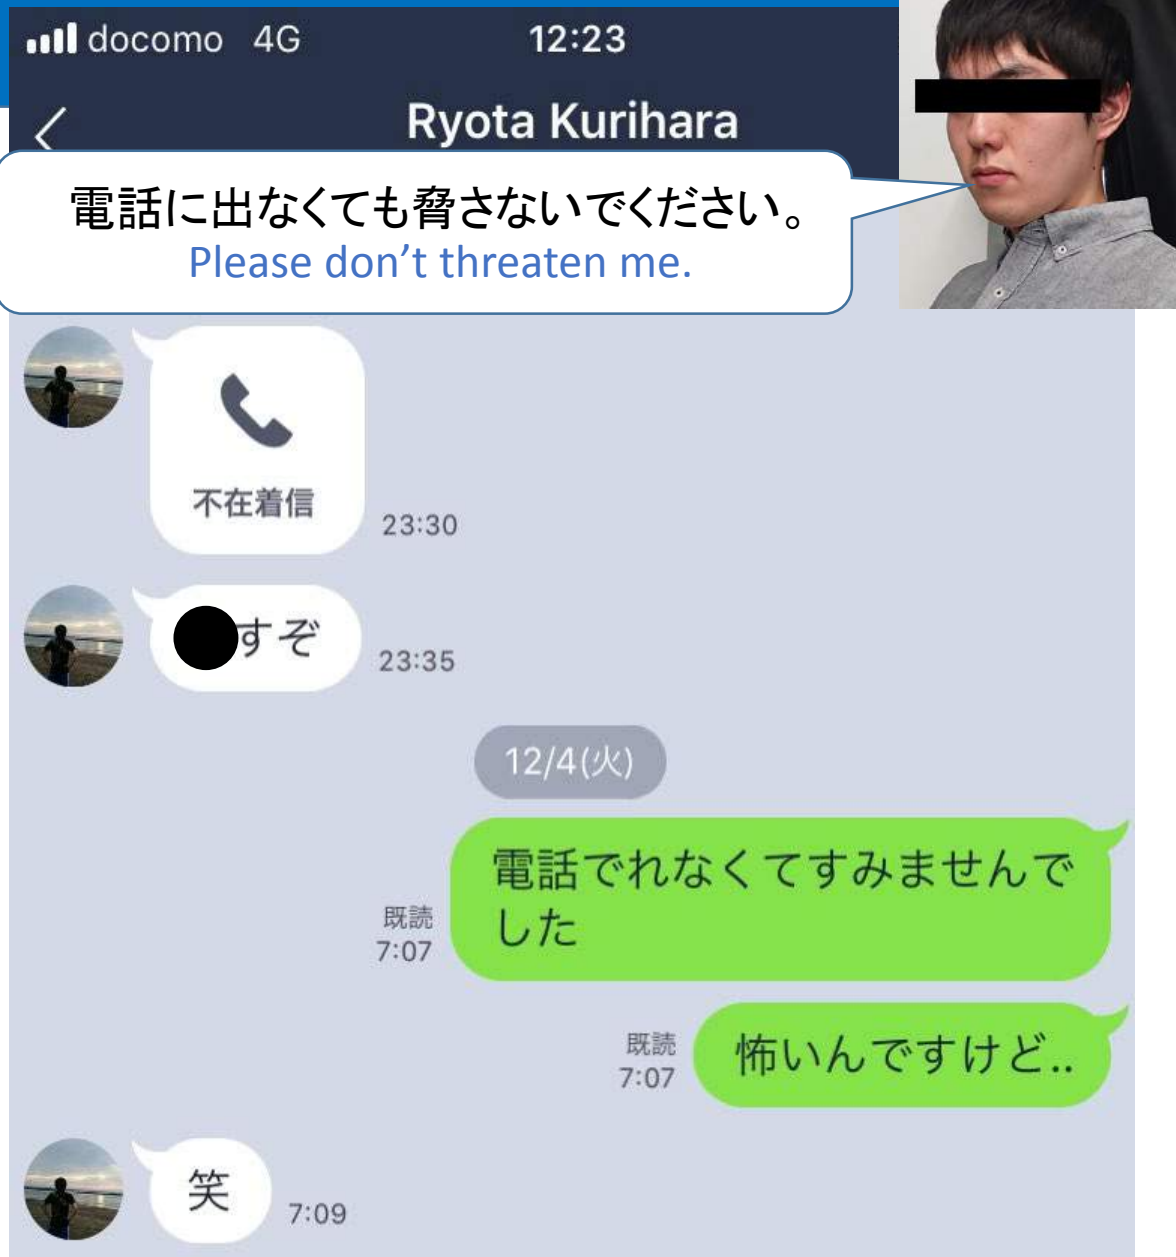 docomo 4G 12:23
Ryota Kurihara
電話に出なくても脅さないでください。
Please don't threaten me.
不在着信
23:30
すぞ
23:35
12/4(火)
電話でれなくてすみませんで
した
既読
7:07
怖いんですけど..
既読
7:07
笑
7:09